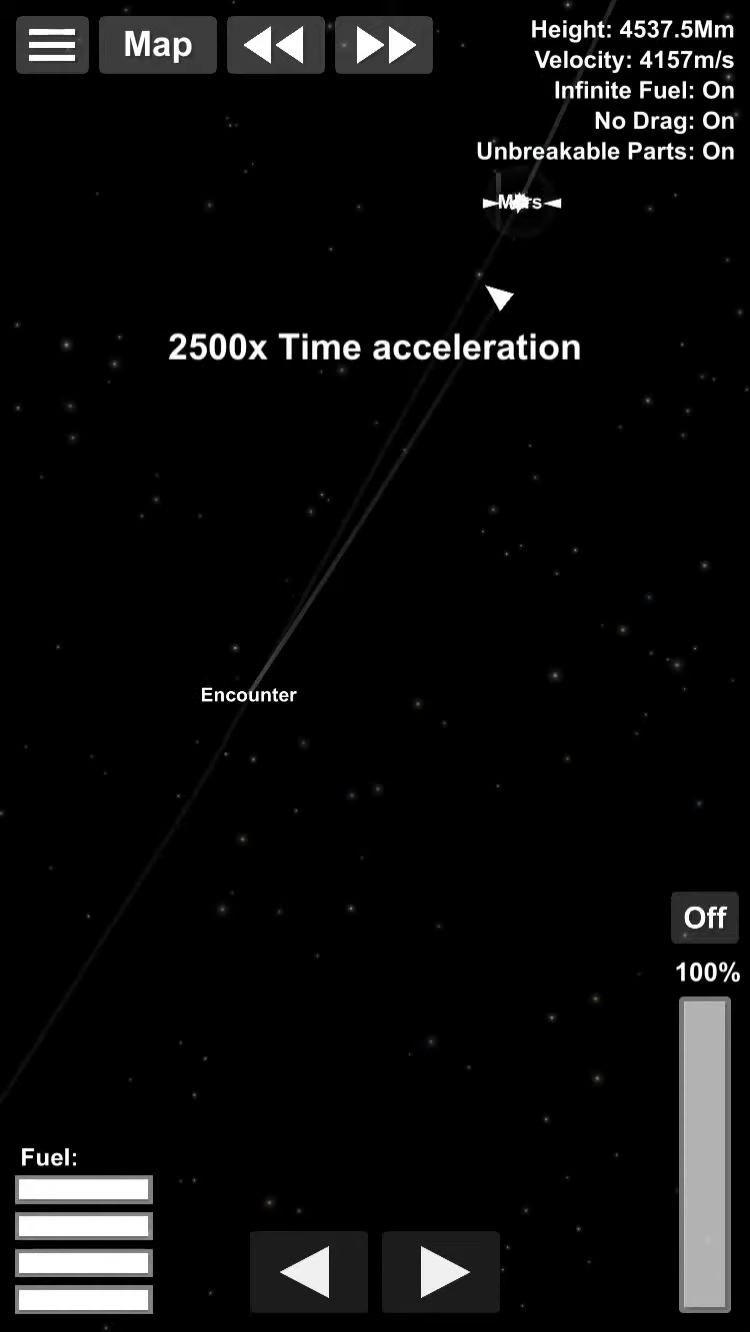 Map
Height: 4537.5Mm
Velocity: 4157m/s
Infinite Fuel: On
No Drag: On
Unbreakable Parts: On
Mars
2500x Time acceleration
Encounter
Off
100%
Fuel: